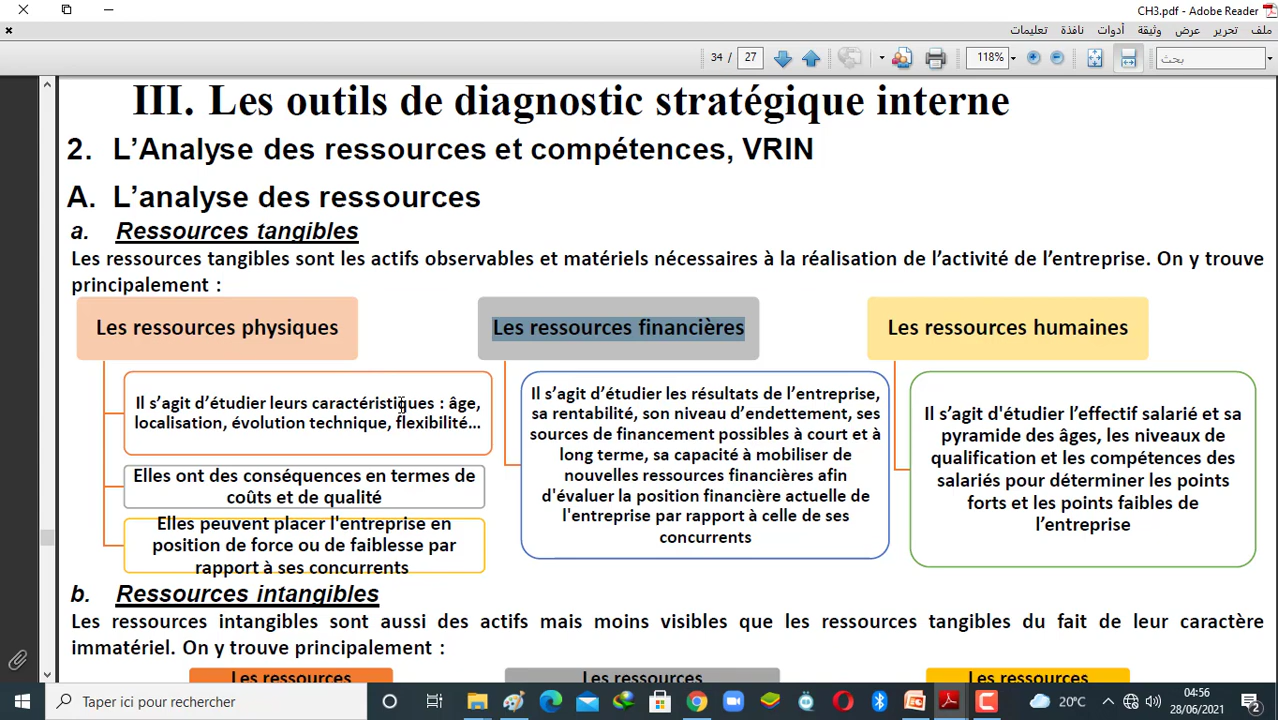 CH3.pdf - Adobe Reader
ملف تحرير عرض وثيقة أدوات نافذة تعليمات
34 / 27
118%
بحث
III. Les outils de diagnostic stratégique interne
2. L’Analyse des ressources et compétences, VRIN
A. L’analyse des ressources
a. Ressources tangibles
Les ressources tangibles sont les actifs observables et matériels nécessaires à la réalisation de l’activité de l’entreprise. On y trouve
principalement :
Les ressources physiques
Il s’agit d’étudier leurs caractéristiques : âge,
localisation, évolution technique, flexibilité...
Elles ont des conséquences en termes de
coûts et de qualité
Elles peuvent placer l'entreprise en
position de force ou de faiblesse par
rapport à ses concurrents
Les ressources financières
Il s’agit d’étudier les résultats de l’entreprise,
sa rentabilité, son niveau d’endettement, ses
sources de financement possibles à court et à
long terme, sa capacité à mobiliser de
nouvelles ressources financières afin
d'évaluer la position financière actuelle de
l'entreprise par rapport à celle de ses
concurrents
Les ressources humaines
Il s’agit d'étudier l’effectif salarié et sa
pyramide des âges, les niveaux de
qualification et les compétences des
salariés pour déterminer les points
forts et les points faibles de
l’entreprise
b. Ressources intangibles
Les ressources intangibles sont aussi des actifs mais moins visibles que les ressources tangibles du fait de leur caractère
immatériel. On y trouve principalement :
Les ressources
Les ressources
Les ressources
Taper ici pour rechercher
20°C
04:56
28/06/2021
2